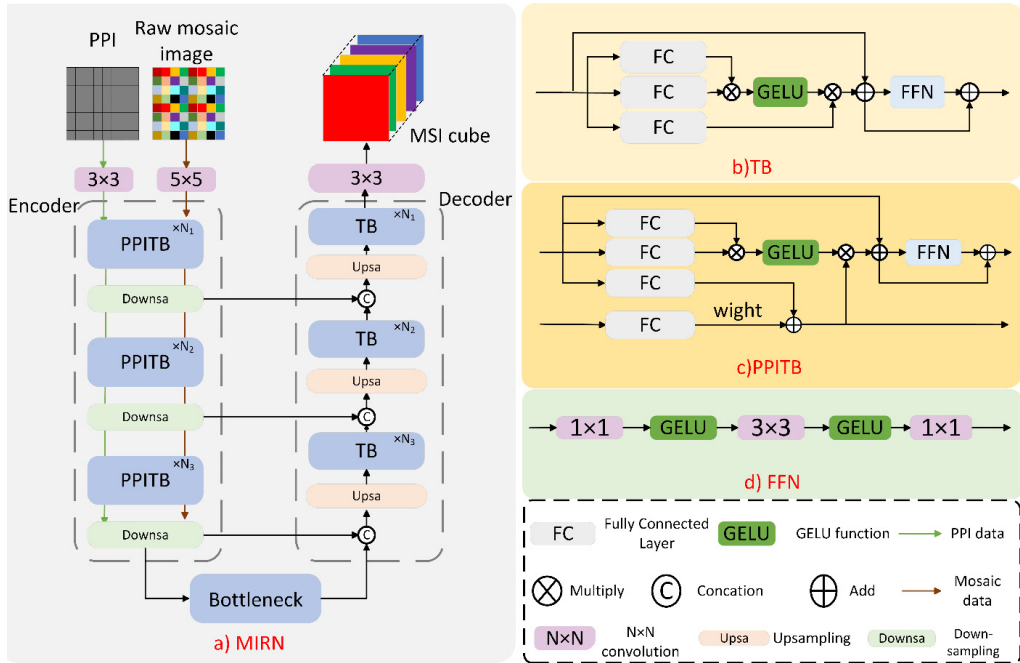 PPI
Raw mosaic
image
MSI cube
3×3
5×5
3×3
Encoder
Decoder
PPITB
×N1
TB
×N1
Upsa
Downsa
C
PPITB
×N2
TB
×N2
Upsa
Downsa
C
PPITB
×N3
TB
×N3
Upsa
Downsa
C
Bottleneck
a) MIRN
FC
FC
GELU
FFN
FC
b)TB
FC
FC
GELU
FFN
FC
wight
FC
c)PPITB
1×1
GELU
3×3
GELU
1×1
d) FFN
FC
Fully Connected
Layer
GELU
GELU function
PPI data
Multiply
C
Concation
Add
Mosaic
data
N×N
N×N
convolution
Upsa
Upsampling
Downsa
Down-
sampling